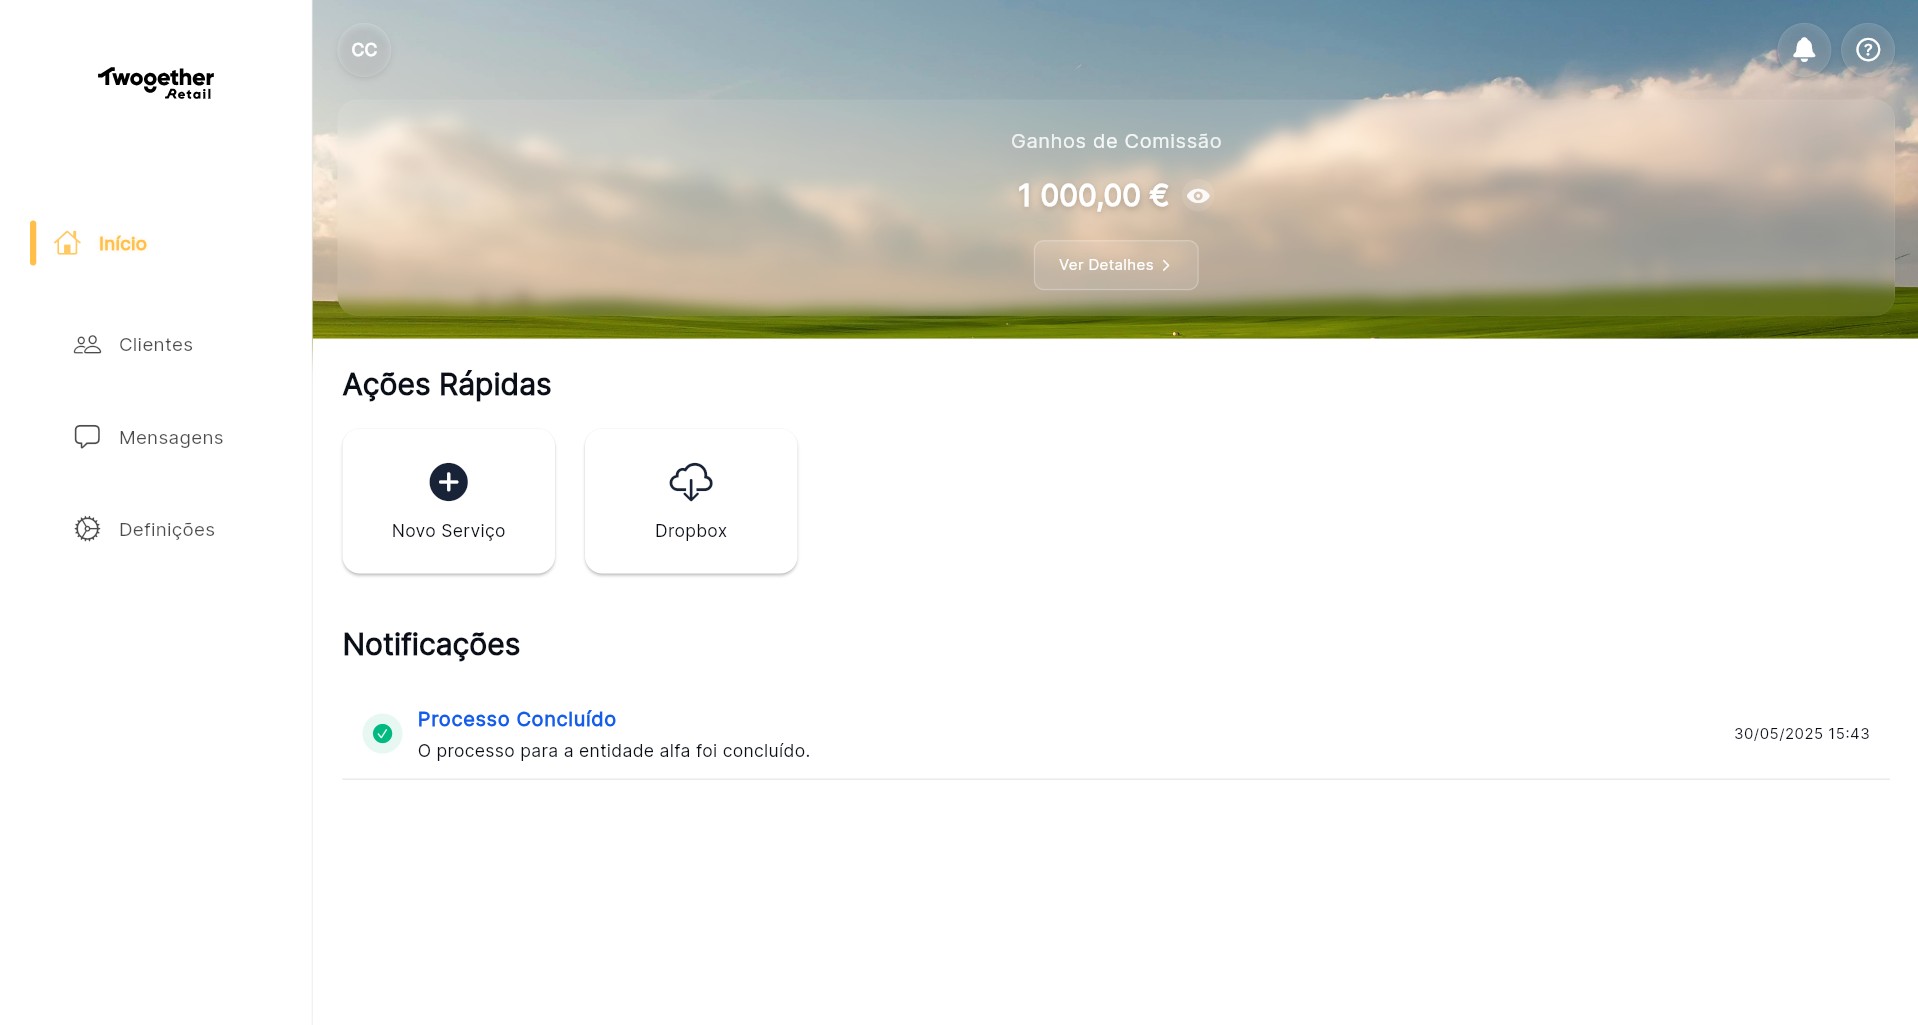 Twogether
Retail
Início
Clientes
Mensagens
Definições
CC
Ganhos de Comissão
1 000,00 €
Ver Detalhes
Ações Rápidas
Novo Serviço
Dropbox
Notificações
Processo Concluído
O processo para a entidade alfa foi concluído.
30/05/2025 15:43